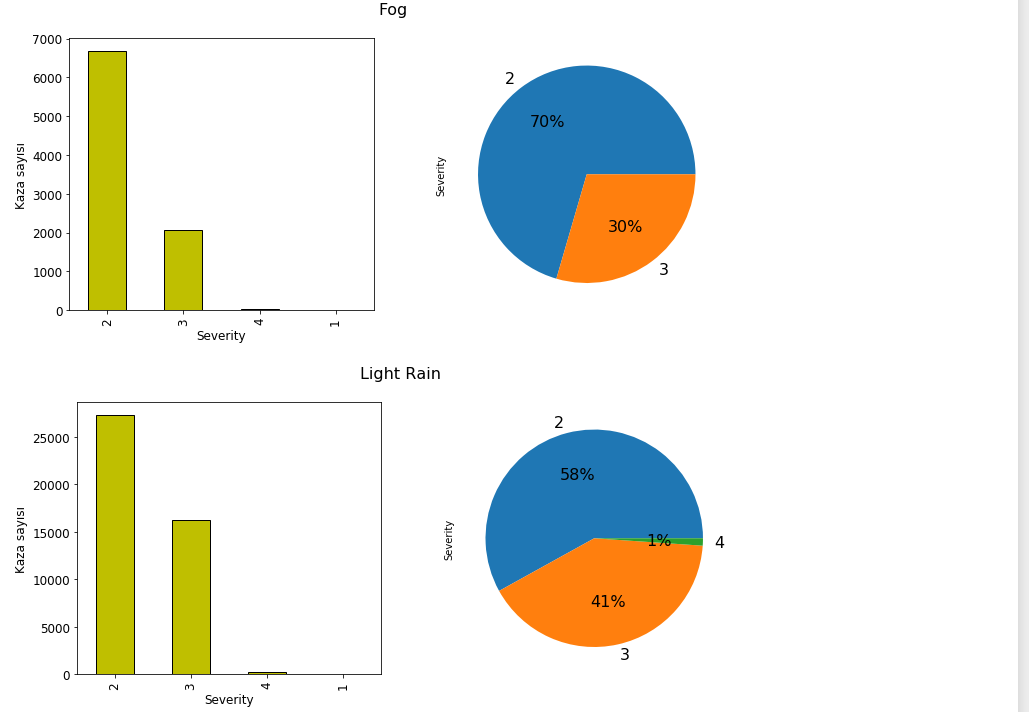 Fog
7000
6000
5000
4000
3000
2000
1000
0
Kaza sayısı
2 3 4 1
Severity
Severity
2
70%
30%
3
Light Rain
25000
20000
15000
10000
5000
0
Kaza sayısı
2 3 4 1
Severity
Severity
2
58%
1% 4
41%
3